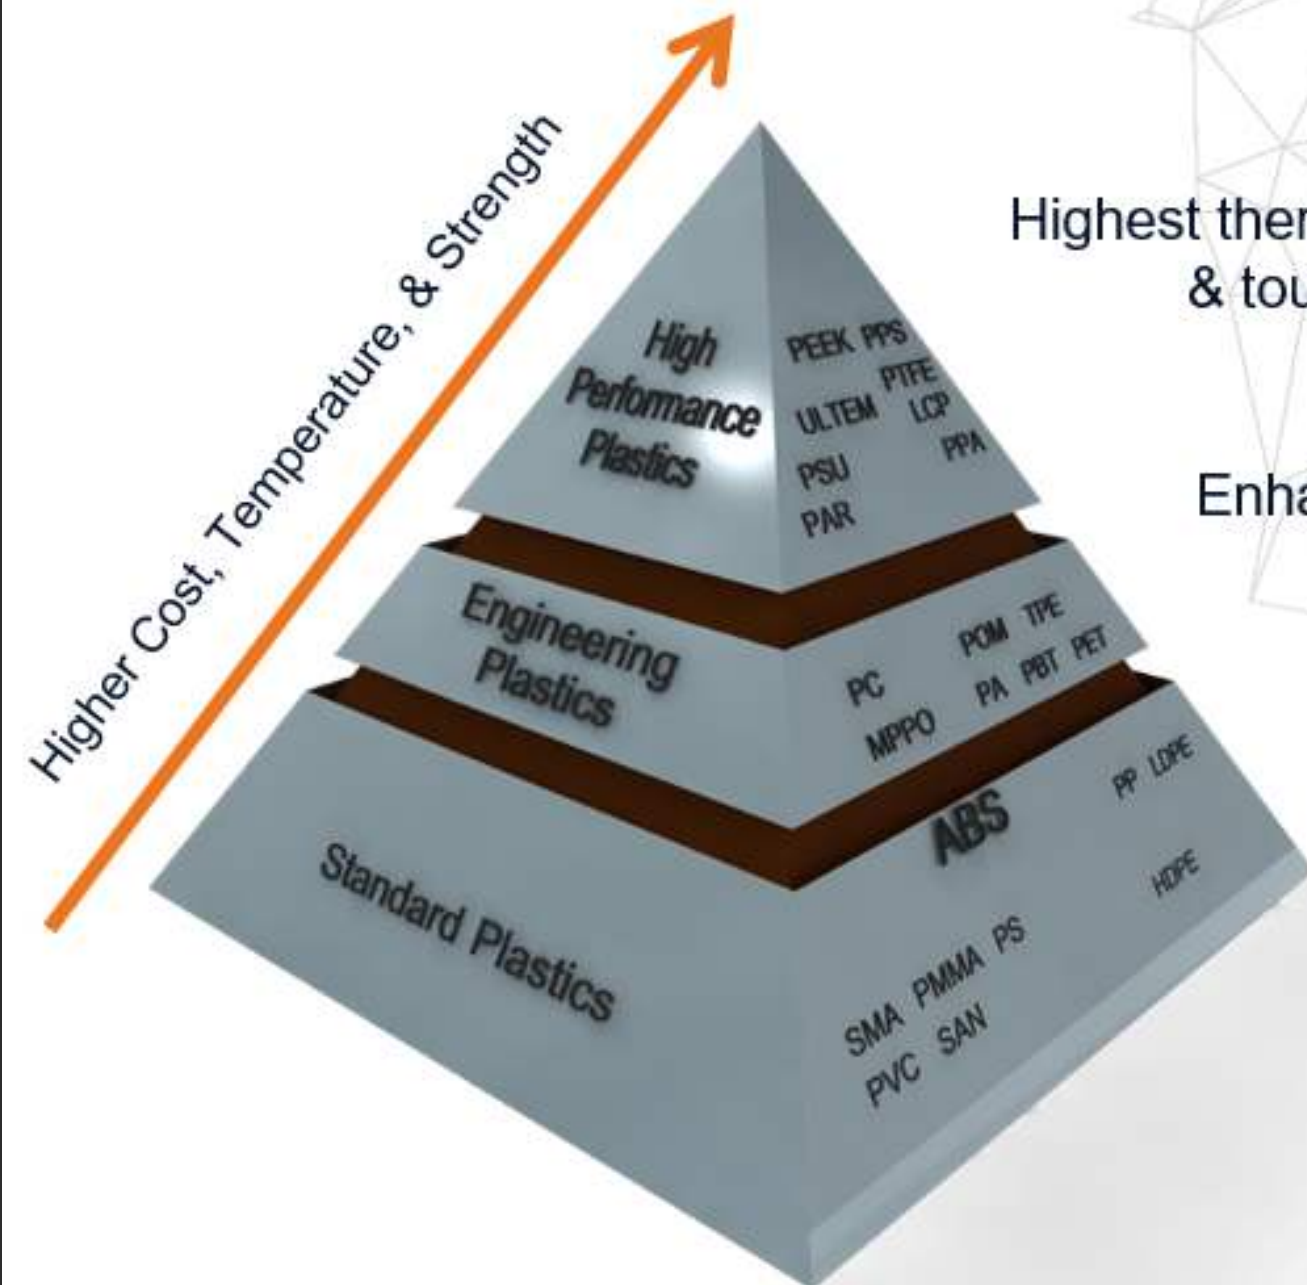 Higher Cost, Temperature, & Strength
High
Performance
Plastics
PEEK PPS
PTFE
ULTEM LCP
PPA
PSU
PAR
Engineering
Plastics
POM TPE
PC
PA PBT PET
MPPO
Standard Plastics
ABS
PP LDPE
HDPE
SMA PMMA PS
PVC SAN
Highest ther
& tou
Enha